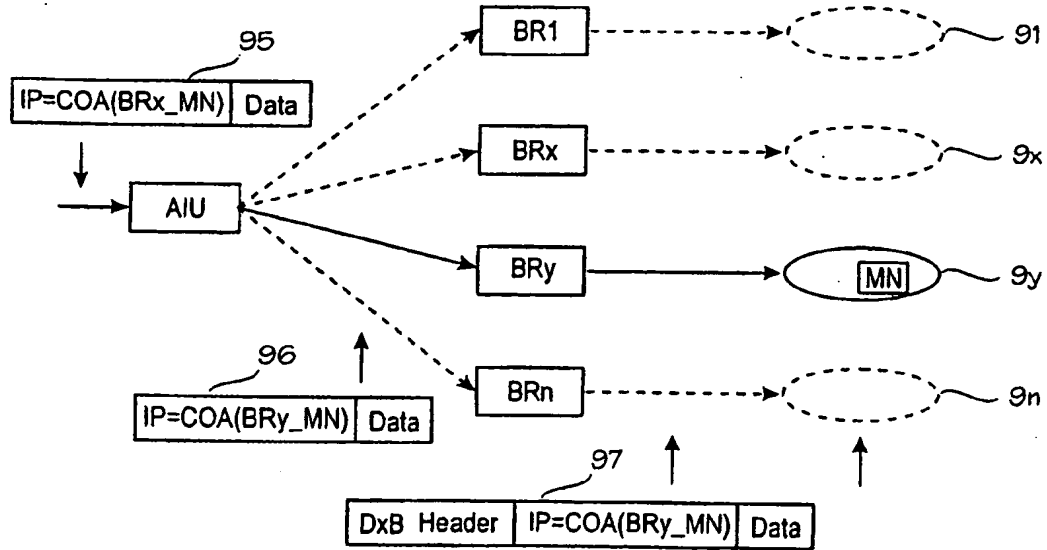 BR1
91
95
IP=COA(BRx_MN) Data
BRx
9x
AIU
BRy
MN
9y
96
IP=COA(BRy_MN) Data
BRn
9n
97
DxB Header IP=COA(BRy_MN) Data